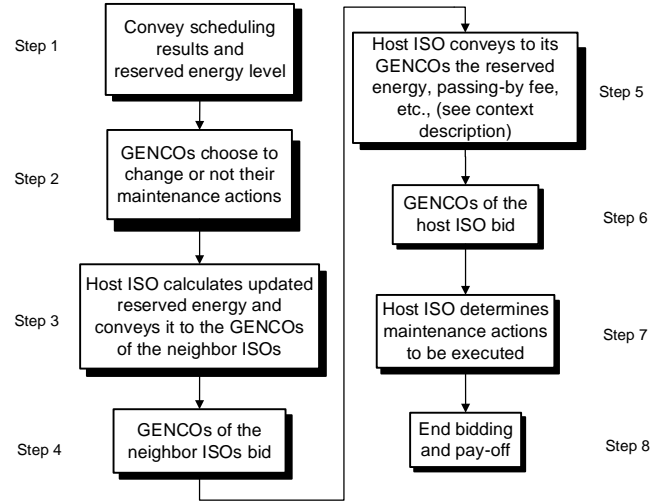 Step 1
Convey scheduling
results and
reserved energy level
Step 2
GENCOs choose to
change or not their
maintenance actions
Step 3
Host ISO calculates updated
reserved energy and
conveys it to the GENCOs
of the neighbor ISOs
Step 4
GENCOs of the
neighbor ISOs bid
Host ISO conveys to its
GENCOs the reserved
energy, passing-by fee,
etc., (see context
description)
Step 5
GENCOs of the
host ISO bid
Step 6
Host ISO determines
maintenance actions
to be executed
Step 7
End bidding
and pay-off
Step 8